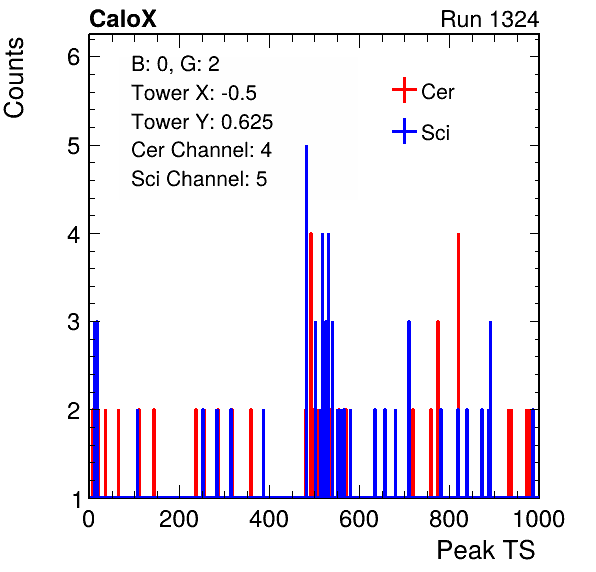 CaloX Run 1324
Counts
B: 0, G: 2
Tower X: -0.5
Tower Y: 0.625
Cer Channel: 4
Sci Channel: 5
Cer
Sci
6
5
4
3
2
1
0 200 400 600 800 1000
Peak TS